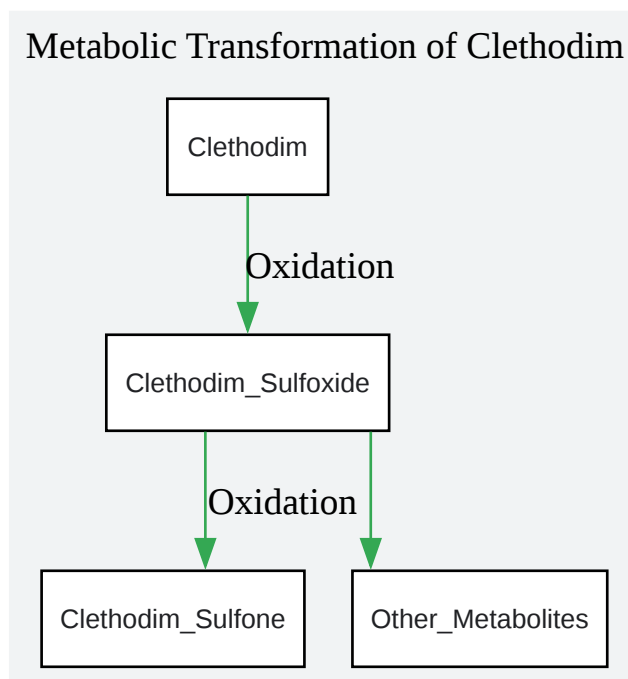 Metabolic Transformation of Clethodim
Clethodim
Oxidation
Clethodim_Sulfoxide
Oxidation
Clethodim_Sulfone
Other_Metabolites